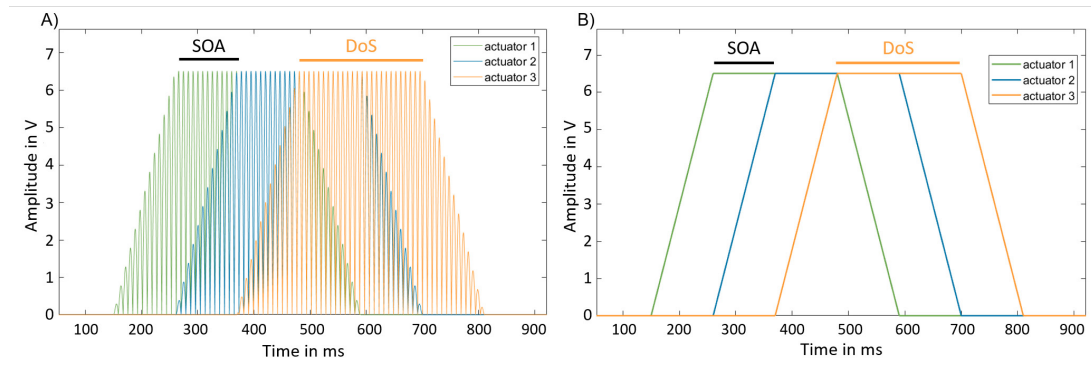 A)
SOA
DoS
actuator 1
actuator 2
actuator 3
7
6
5
4
3
2
1
0
Amplitude in V
100 200 300 400 500 600 700 800 900
Time in ms
B)
SOA
DoS
actuator 1
actuator 2
actuator 3
7
6
5
4
3
2
1
0
Amplitude in V
100 200 300 400 500 600 700 800 900
Time in ms